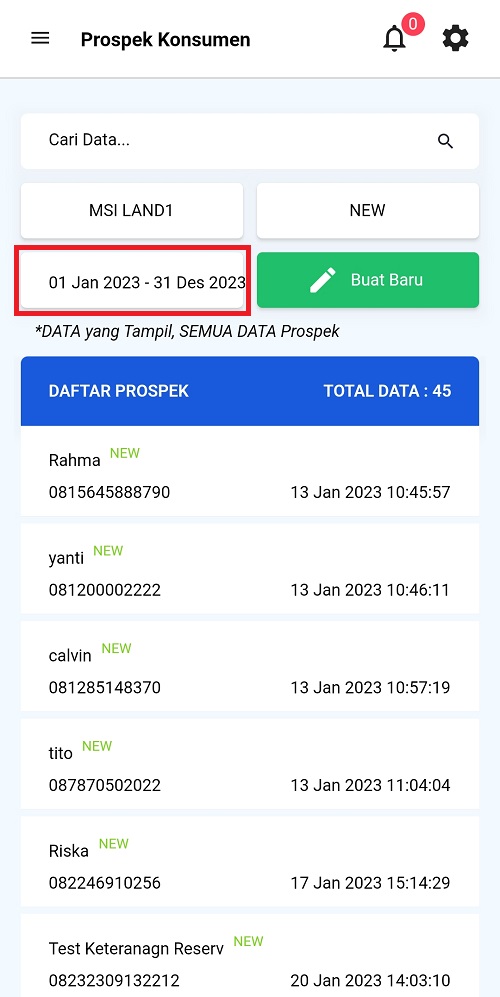 Prospek Konsumen
0
Cari Data...
MSI LAND1
NEW
01 Jan 2023 - 31 Des 2023
Buat Baru
*DATA yang Tampil, SEMUA DATA Prospek
DAFTAR PROSPEK TOTAL DATA : 45
Rahma NEW
0815645888790 13 Jan 2023 10:45:57
yanti NEW
081200002222 13 Jan 2023 10:46:11
calvin NEW
081285148370 13 Jan 2023 10:57:19
tito NEW
087870502022 13 Jan 2023 11:04:04
Riska NEW
082246910256 17 Jan 2023 15:14:29
Test Keteranagn Reserv NEW
08232309132212 20 Jan 2023 14:03:10